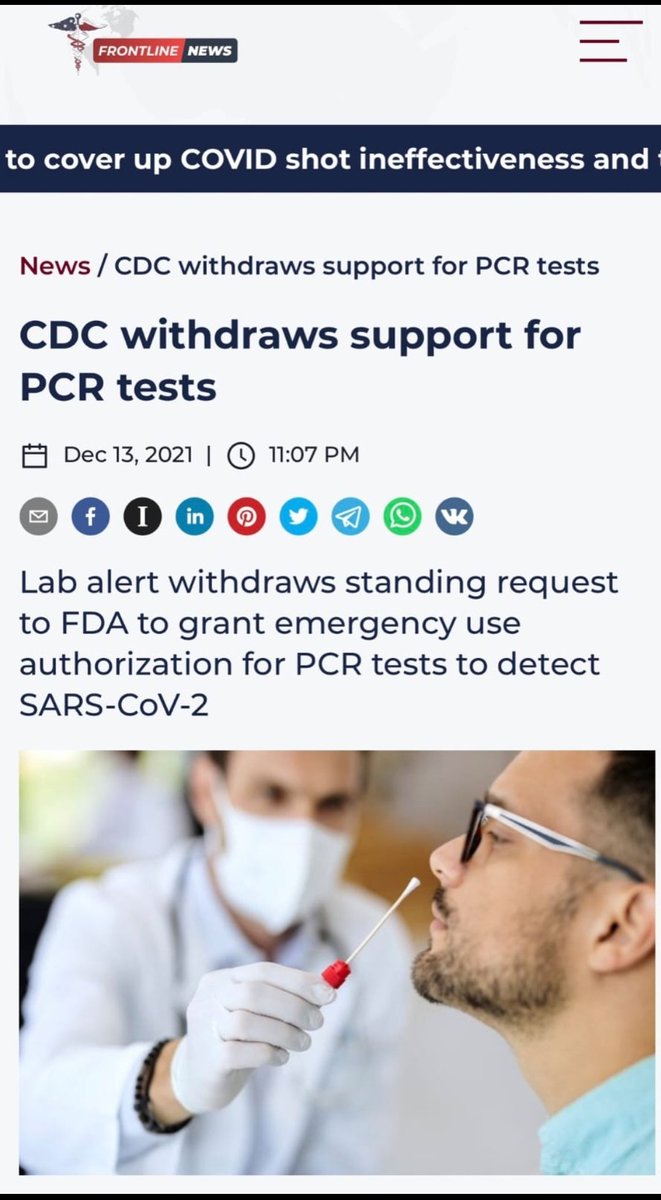 FRONTLINE NEWS
to cover up COVID shot ineffectiveness and
News / CDC withdraws support for PCR tests
CDC withdraws support for
PCR tests
Dec 13, 2021 | 11:07 PM
Lab alert withdraws standing request
to FDA to grant emergency use
authorization for PCR tests to detect
SARS-CoV-2